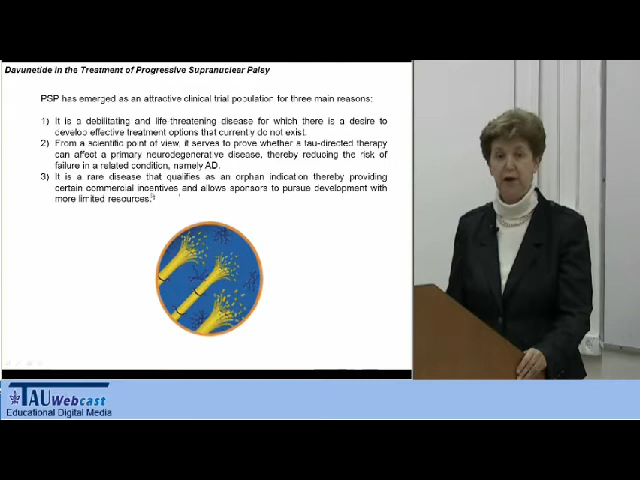 Davunetide in the Treatment of Progressive Supranuclear Palsy
PSP has emerged as an attractive clinical trial population for three main reasons:
1) It is a debilitating and life-threatening disease for which there is a desire to
develop effective treatment options that currently do not exist.
2) From a scientific point of view, it serves to prove whether a tau-directed therapy
can affect a primary neurodegenerative disease, thereby reducing the risk of
failure in a related condition, namely AD.
3) It is a rare disease that qualifies as an orphan indication thereby providing
certain commercial incentives and allows sponsors to pursue development with
more limited resources.
TAU Webcast
Educational Digital Media